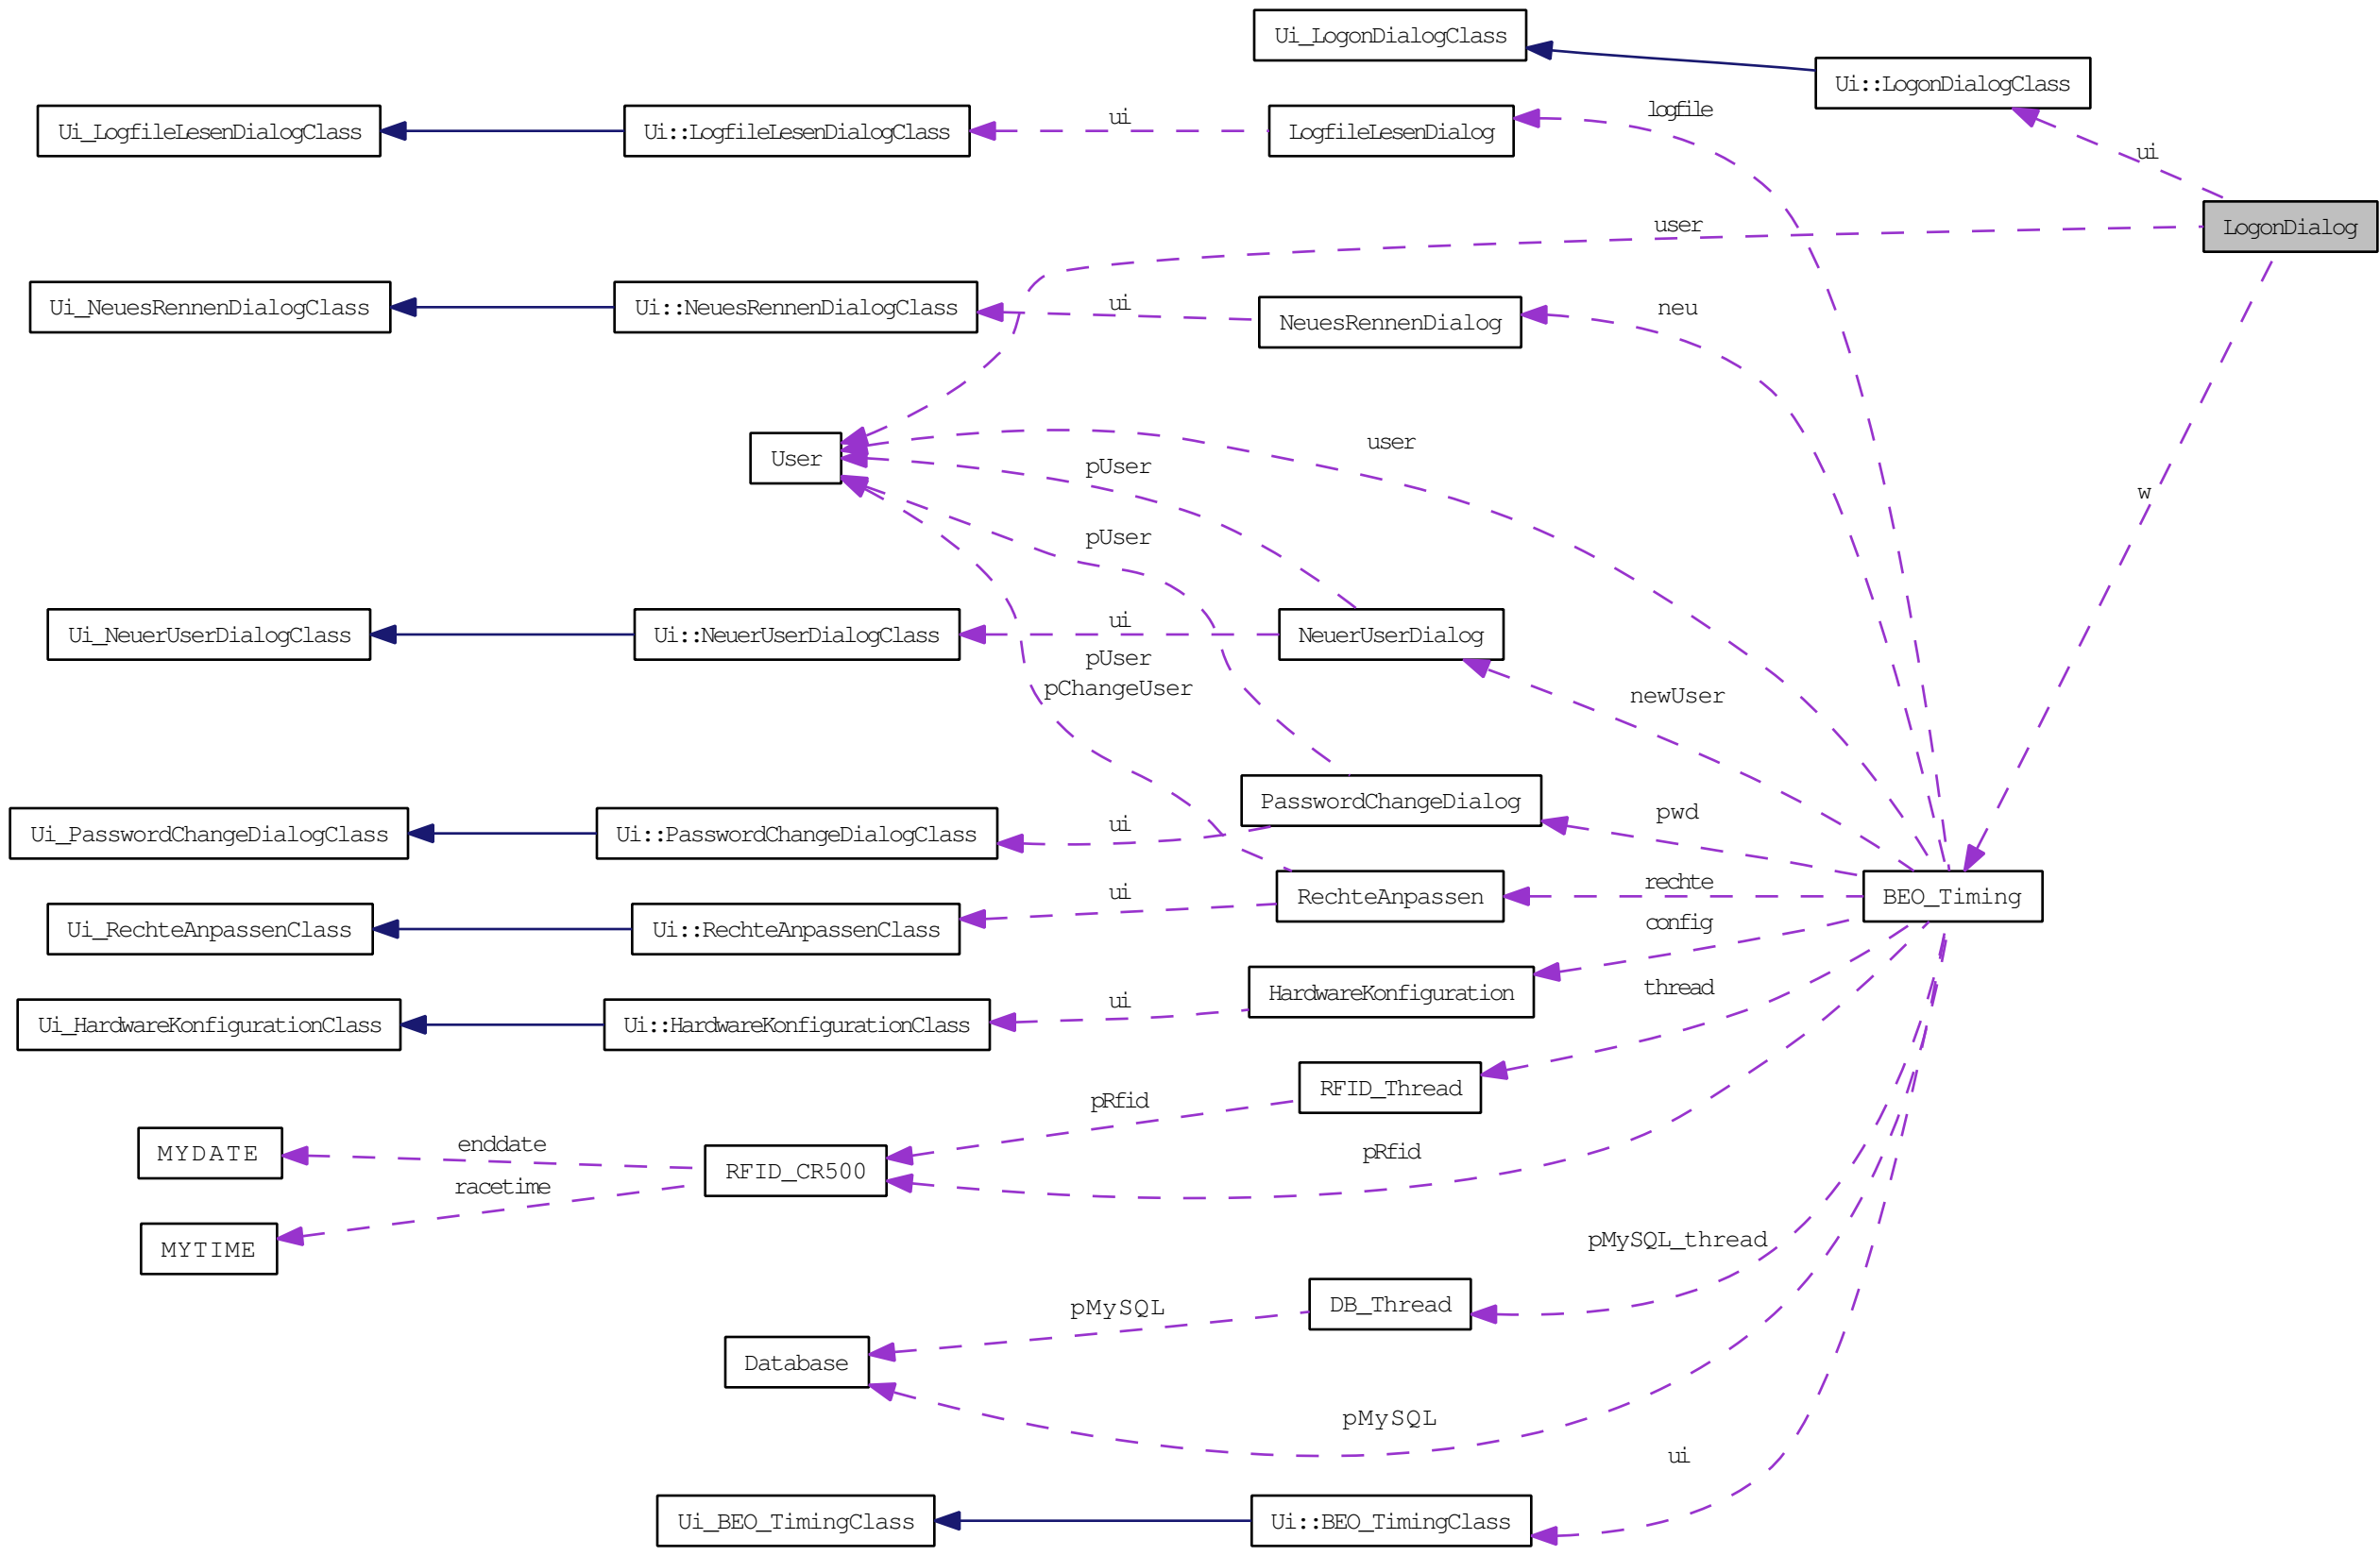 Ui_LogonDialogClass
Ui::LogonDialogClass
logfile
Ui_LogfileLesenDialogClass
Ui::LogfileLesenDialogClass
ui
LogfileLesenDialog
ui
user
LogonDialog
Ui_NeuesRennenDialogClass
Ui::NeuesRennenDialogClass
ui
NeuesRennenDialog
neu
User
user
pUser
w
pUser
Ui_NeuerUserDialogClass
Ui::NeuerUserDialogClass
ui
NeuerUserDialog
pUser
pChangeUser
newUser
PasswordChangeDialog
pwd
Ui_PasswordChangeDialogClass
Ui::PasswordChangeDialogClass
ui
rechte
Ui_RechteAnpassenClass
Ui::RechteAnpassenClass
ui
RechteAnpassen
BEO_Timing
config
HardwareKonfiguration
thread
Ui_HardwareKonfigurationClass
Ui::HardwareKonfigurationClass
ui
RFID_Thread
pRfid
MYDATE
enddate
RFID_CR500
pRfid
racetime
MYTIME
pMySQL_thread
pMySQL
DB_Thread
Database
pMySQL
ui
Ui_BEO_TimingClass
Ui::BEO_TimingClass